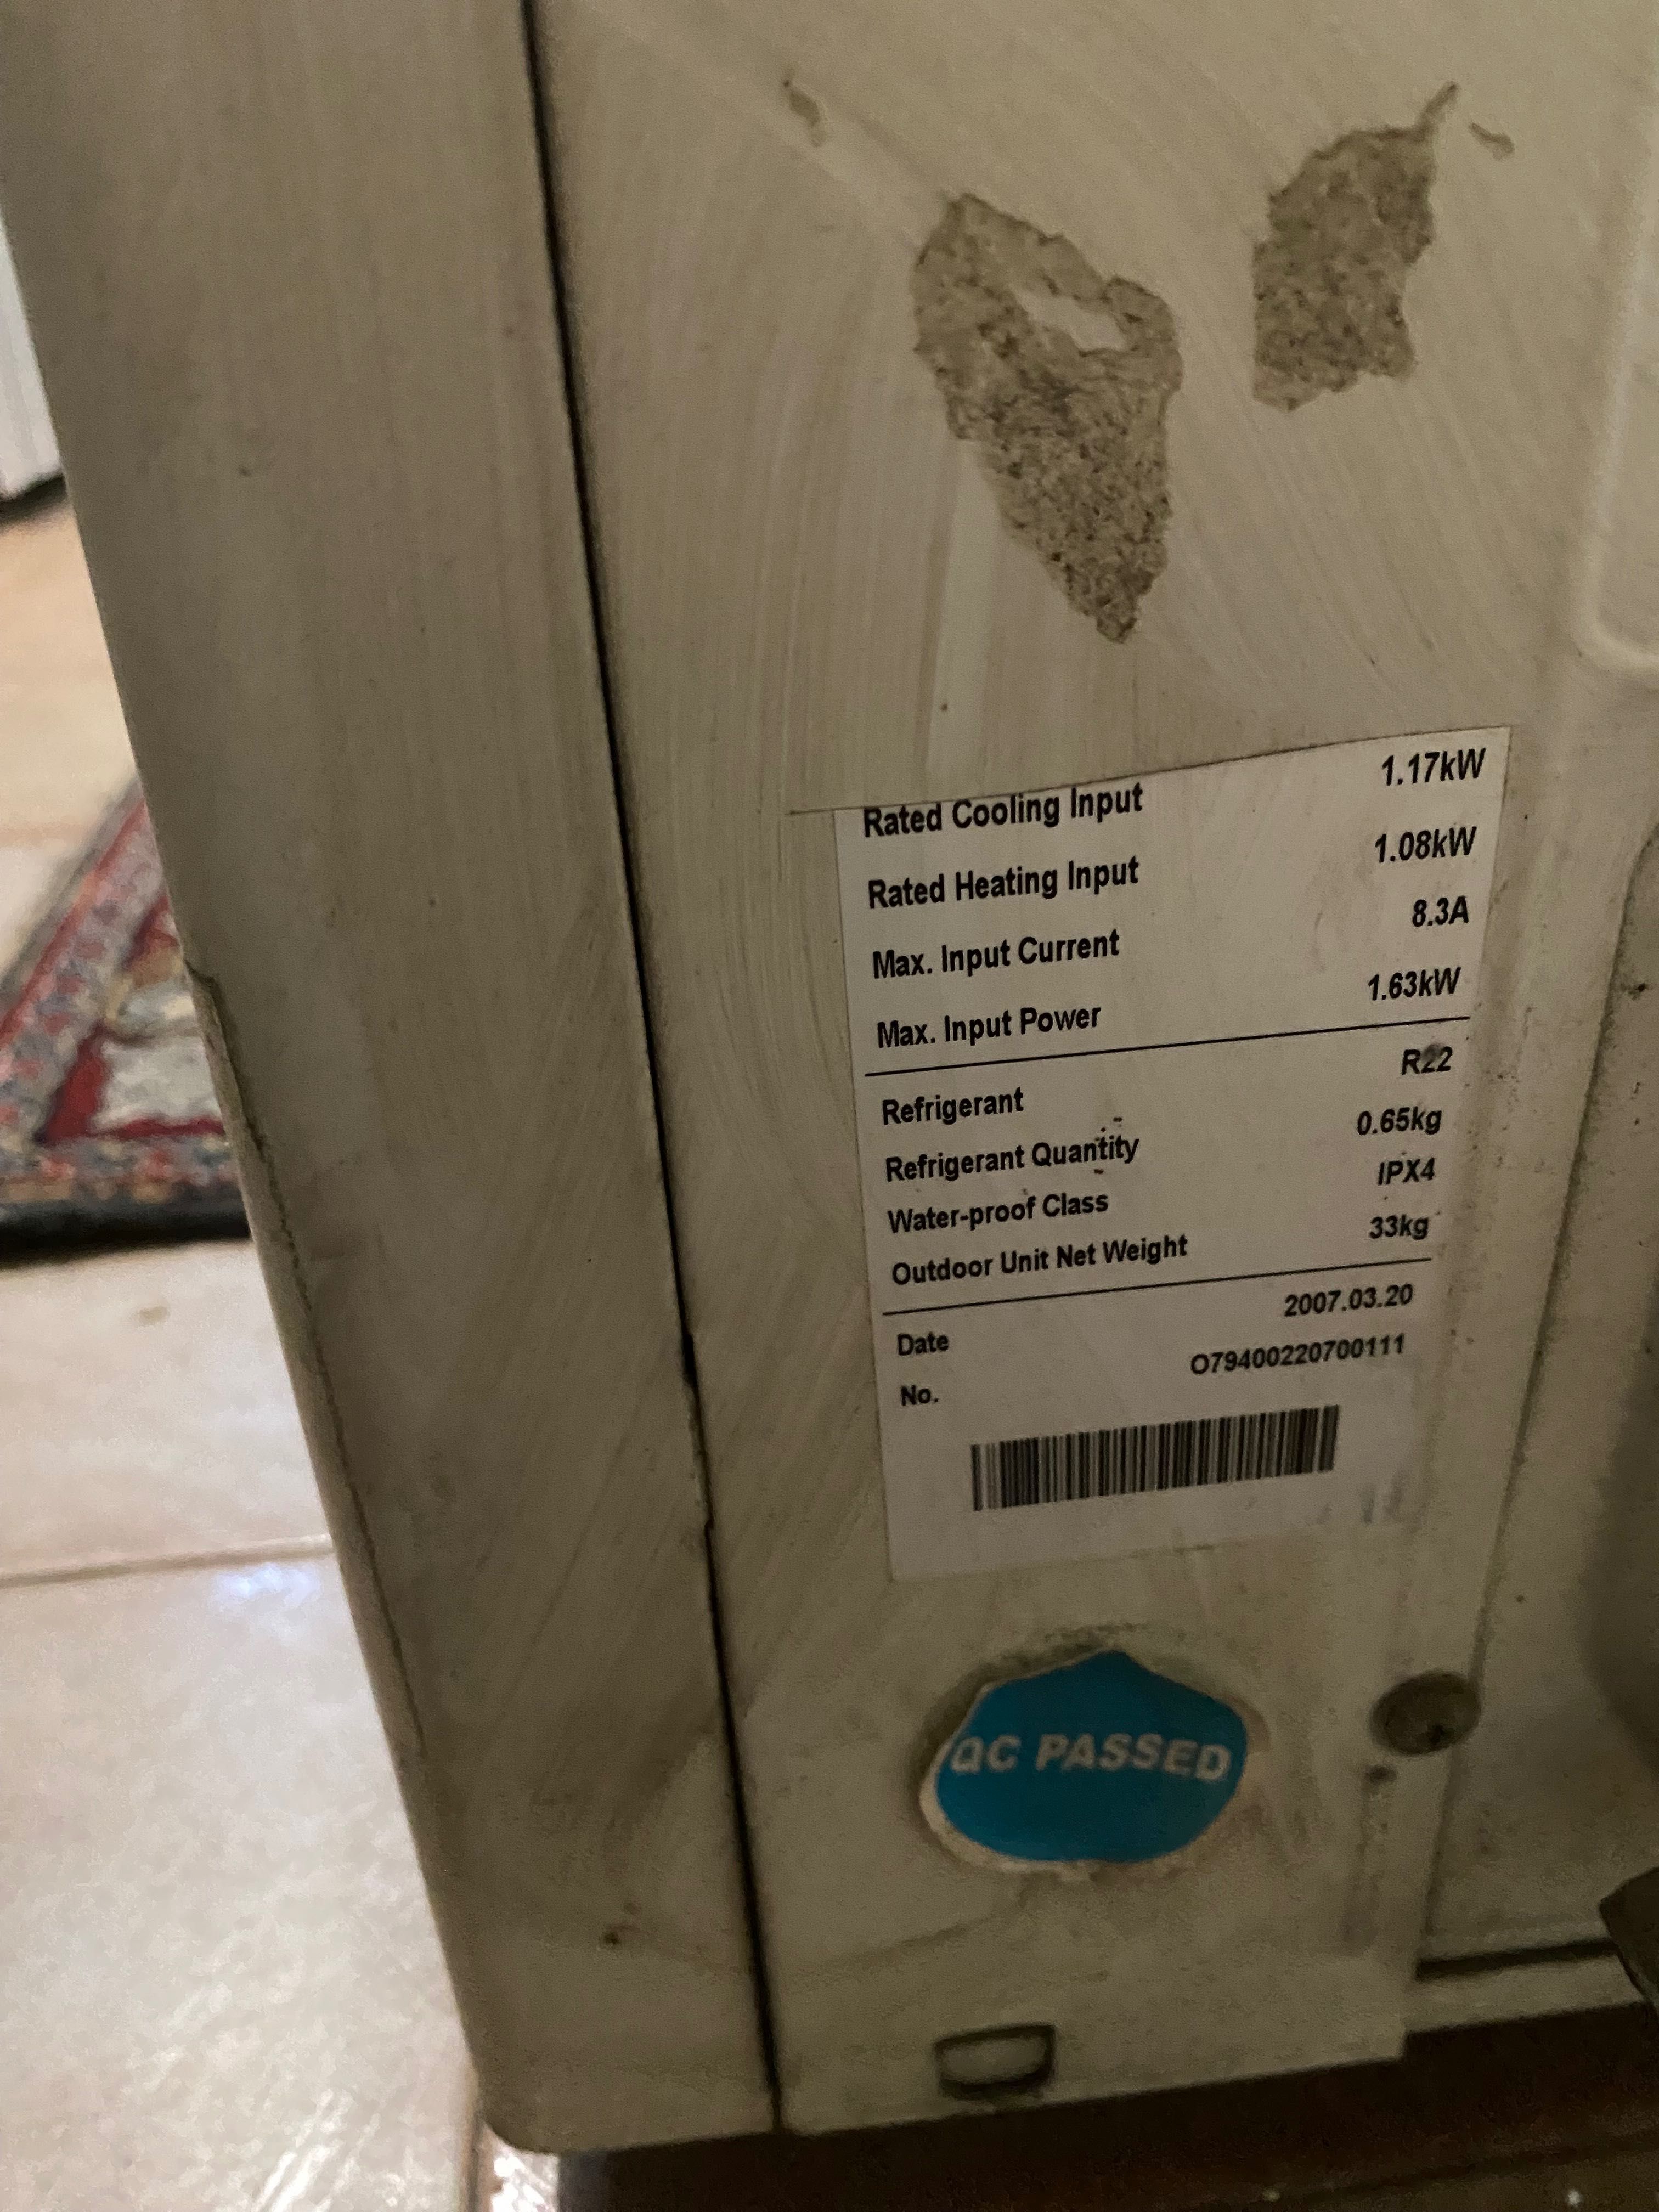 Rated Cooling Input 1.17kW
Rated Heating Input 1.08kW
Max. Input Current 8.3A
Max. Input Power 1.63kW
Refrigerant R22
Refrigerant Quantity 0.65kg
Water-proof Class IPX4
Outdoor Unit Net Weight 33kg
Date 2007.03.20
No. O79400220700111
QC PASSED